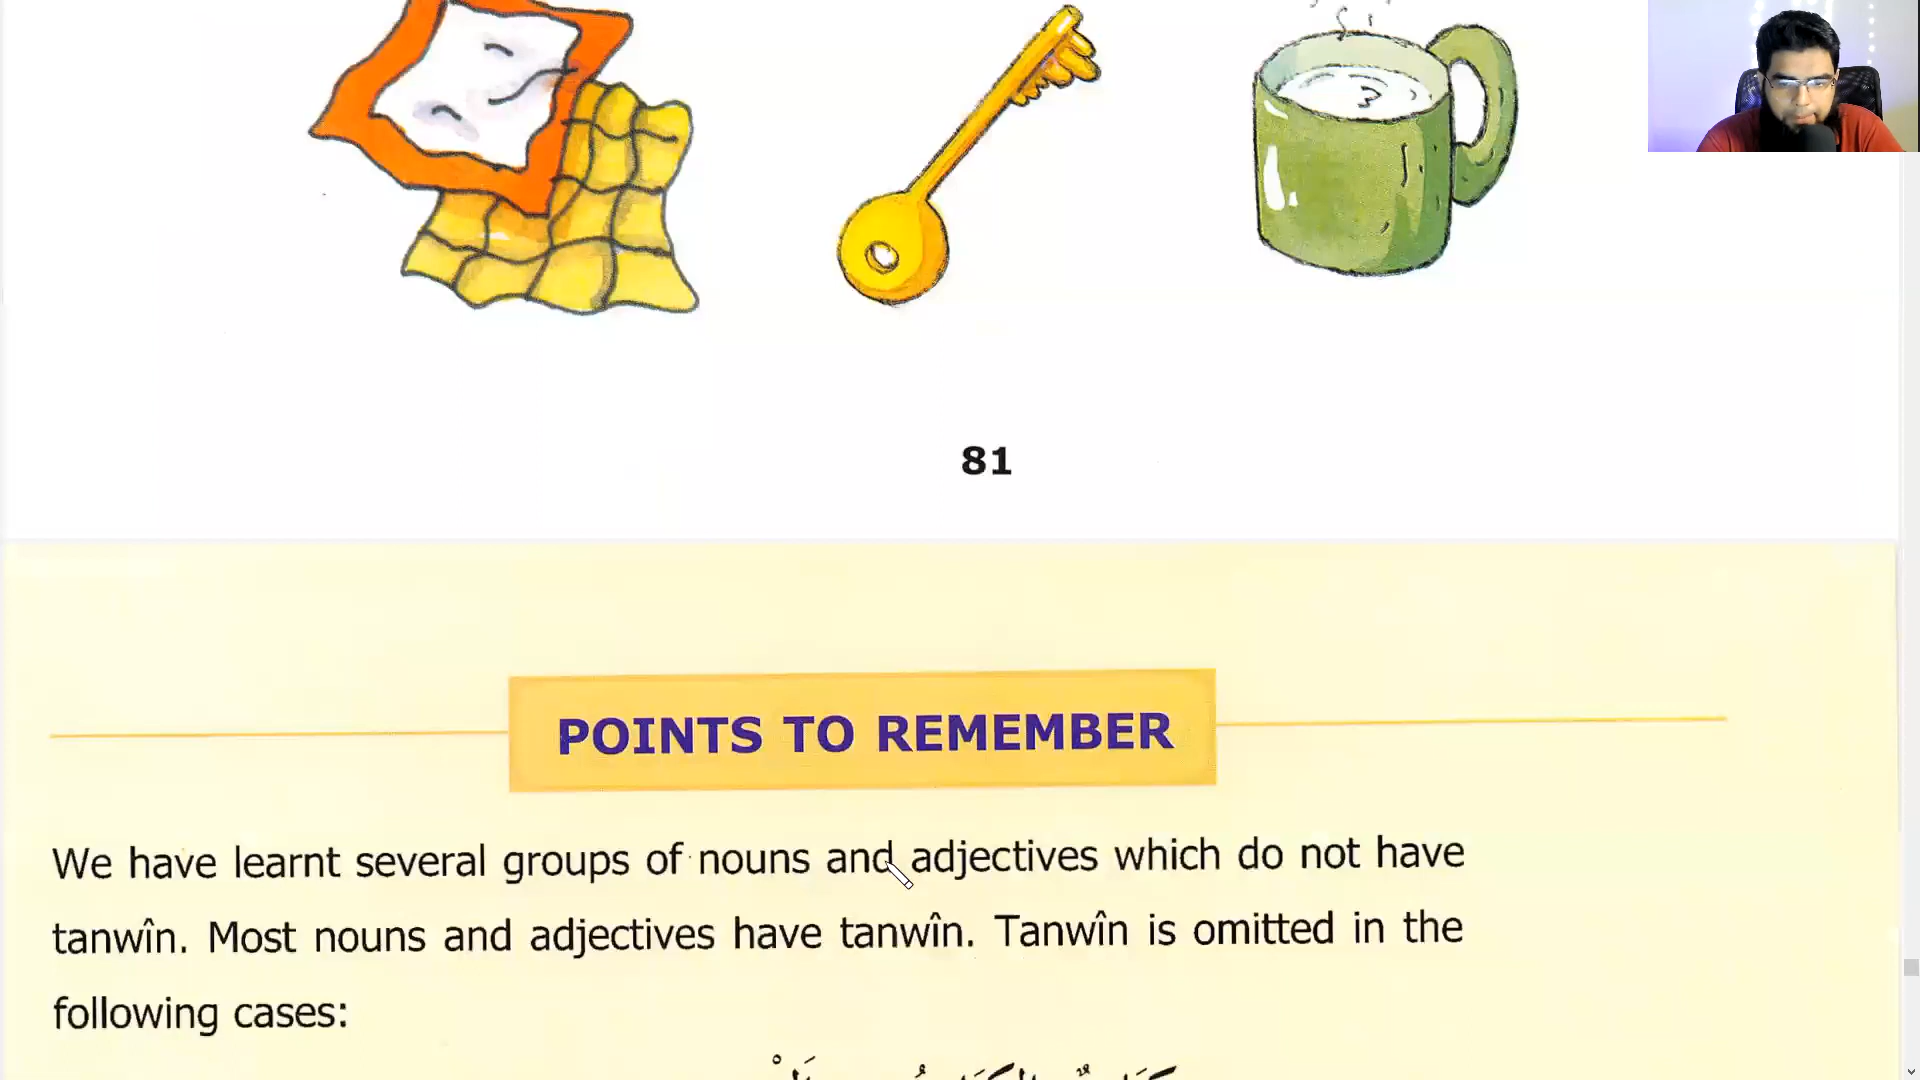 81
POINTS TO REMEMBER
We have learnt several groups of nouns and adjectives which do not have
tanwîn. Most nouns and adjectives have tanwîn. Tanwîn is omitted in the
following cases: